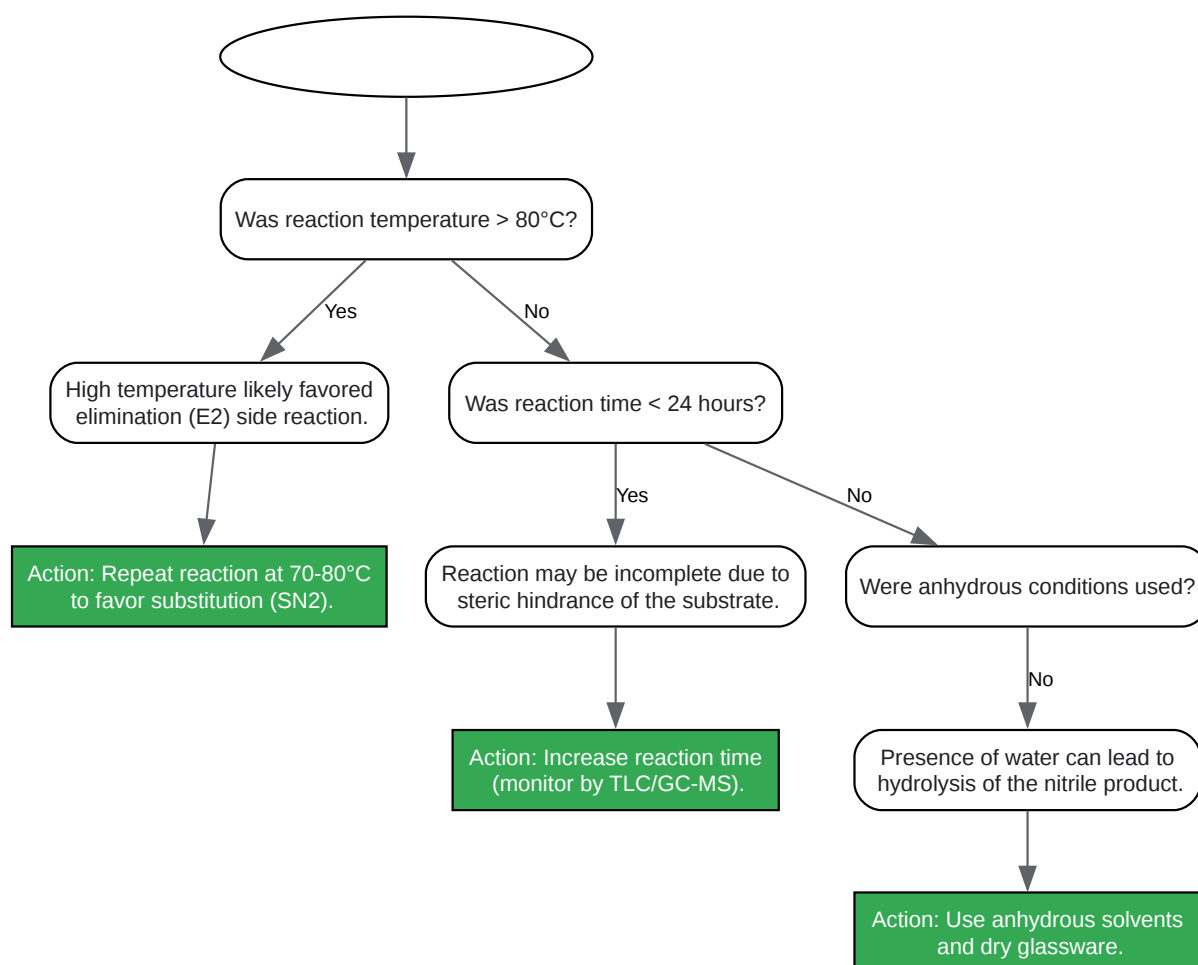 Was reaction temperature > 80°C?
Yes
No
High temperature likely favored
elimination (E2) side reaction.
Was reaction time < 24 hours?
Yes
No
Action: Repeat reaction at 70-80°C
to favor substitution (SN2).
Reaction may be incomplete due to
steric hindrance of the substrate.
Were anhydrous conditions used?
No
Action: Increase reaction time
(monitor by TLC/GC-MS).
Presence of water can lead to
hydrolysis of the nitrile product.
Action: Use anhydrous solvents
and dry glassware.